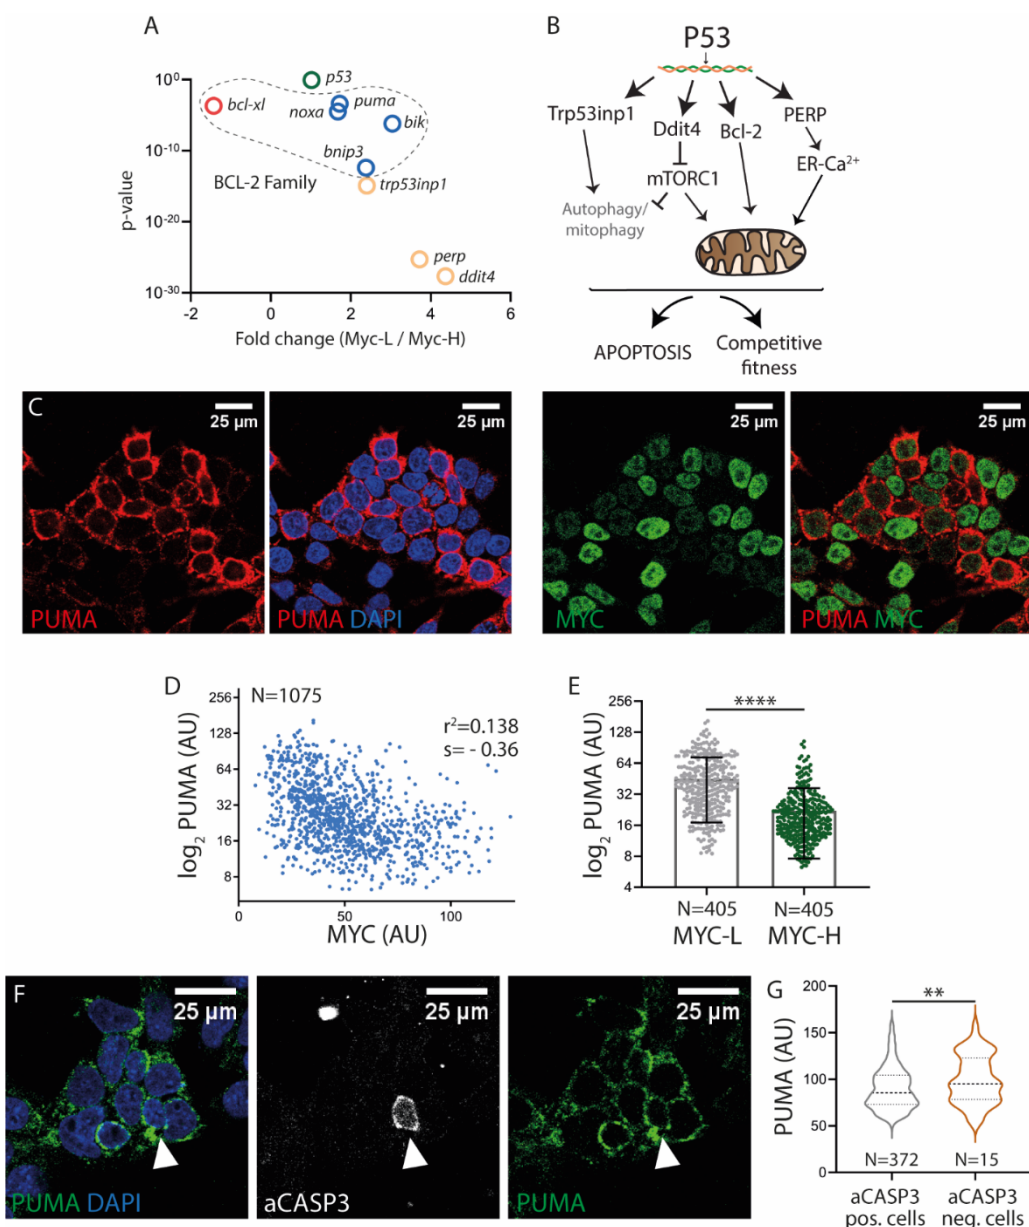 A
10⁰
10⁻¹⁰
10⁻²⁰
10⁻³⁰
p-value
p53
bcl-xl
puma
noxa
bik
bnip3
BCL-2 Family
trp53inp1
perp
ddit4
-2 0 2 4 6
Fold change (Myc-L / Myc-H)
B
P53
Trp53inp1
Ddit4
Bcl-2
PERP
mTORC1
ER-Ca²⁺
Autophagy/
mitophagy
APOPTOSIS
Competitive
fitness
C
25 µm
PUMA
25 µm
PUMA DAPI
25 µm
MYC
25 µm
PUMA MYC
D
N=1075
r²=0.138
s= - 0.36
256
128
64
32
16
8
log₂ PUMA (AU)
0 50 100
MYC (AU)
E
****
256
128
64
32
16
8
4
log₂ PUMA (AU)
N=405 N=405
MYC-L MYC-H
F
25 µm
PUMA DAPI
25 µm
aCASP3
25 µm
PUMA
G
**
200
150
100
50
0
PUMA (AU)
N=372 N=15
aCASP3 aCASP3
pos. cells neg. cells